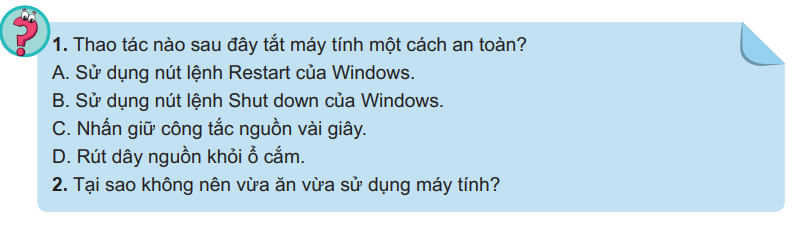 1. Thao tác nào sau đây tắt máy tính một cách an toàn?
A. Sử dụng nút lệnh Restart của Windows.
B. Sử dụng nút lệnh Shut down của Windows.
C. Nhấn giữ công tắc nguồn vài giây.
D. Rút dây nguồn khỏi ổ cắm.
2. Tại sao không nên vừa ăn vừa sử dụng máy tính?